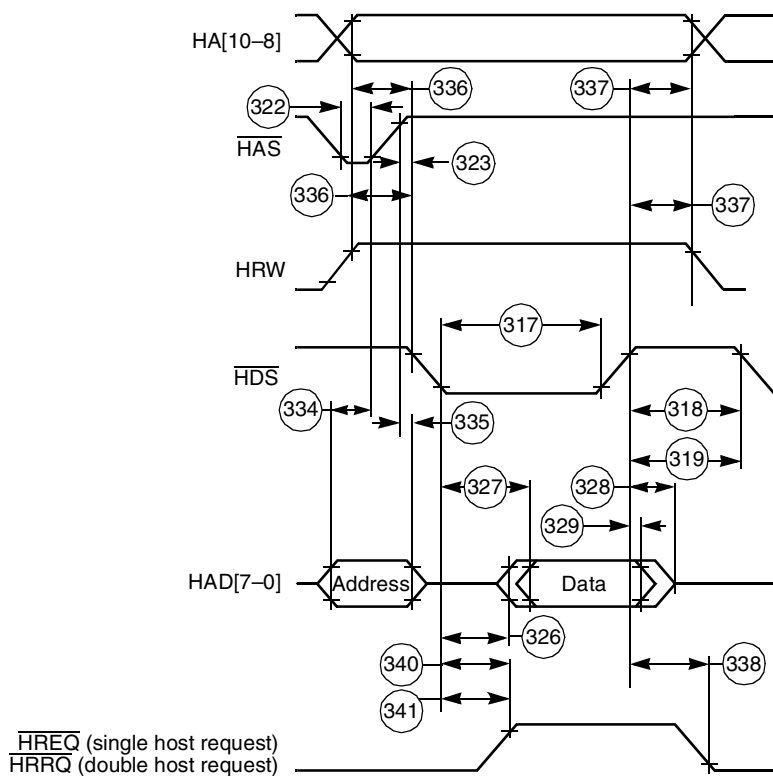 HA[10–8]
336
337
322
HAS
323
336
337
HRW
317
HDS
334
335
318
319
327
328
329
HAD[7–0]
Address
Data
326
340
338
341
HREQ (single host request)
HRRQ (double host request)